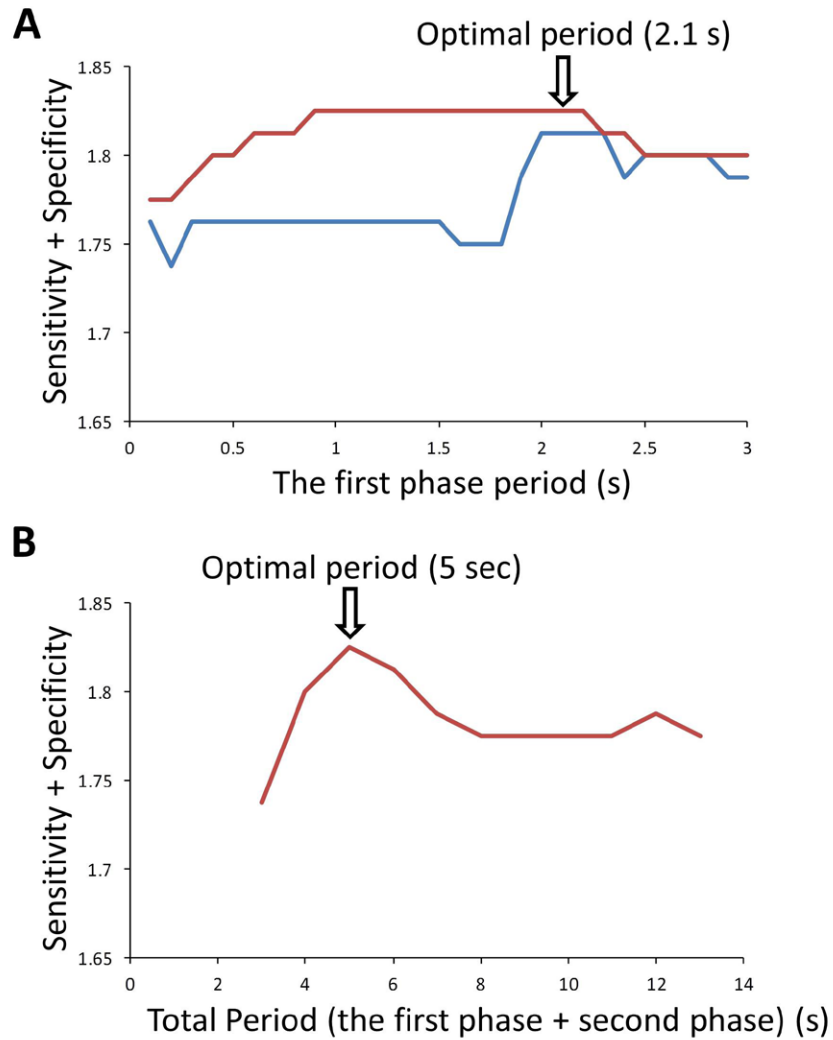 A
Optimal period (2.1 s)
Sensitivity + Specificity
1.85
1.8
1.75
1.7
1.65
0 0.5 1 1.5 2 2.5 3
The first phase period (s)
B
Optimal period (5 sec)
Sensitivity + Specificity
1.85
1.8
1.75
1.7
1.65
0 2 4 6 8 10 12 14
Total Period (the first phase + second phase) (s)